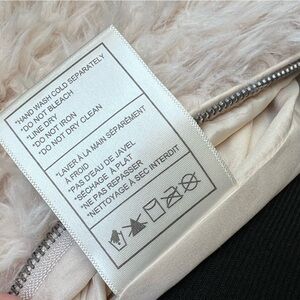 *HAND WASH COLD SEPARATELY
*DO NOT BLEACH
*LINE DRY
*DO NOT IRON
*DO NOT DRY CLEAN
*LAVER À LA MAIN SÉPARÉMENT
À FROID
*PAS D'EAU DE JAVEL
*SÉCHAGE À PLAT
*NE PAS REPASSER
*NETTOYAGE À SEC INTERDIT